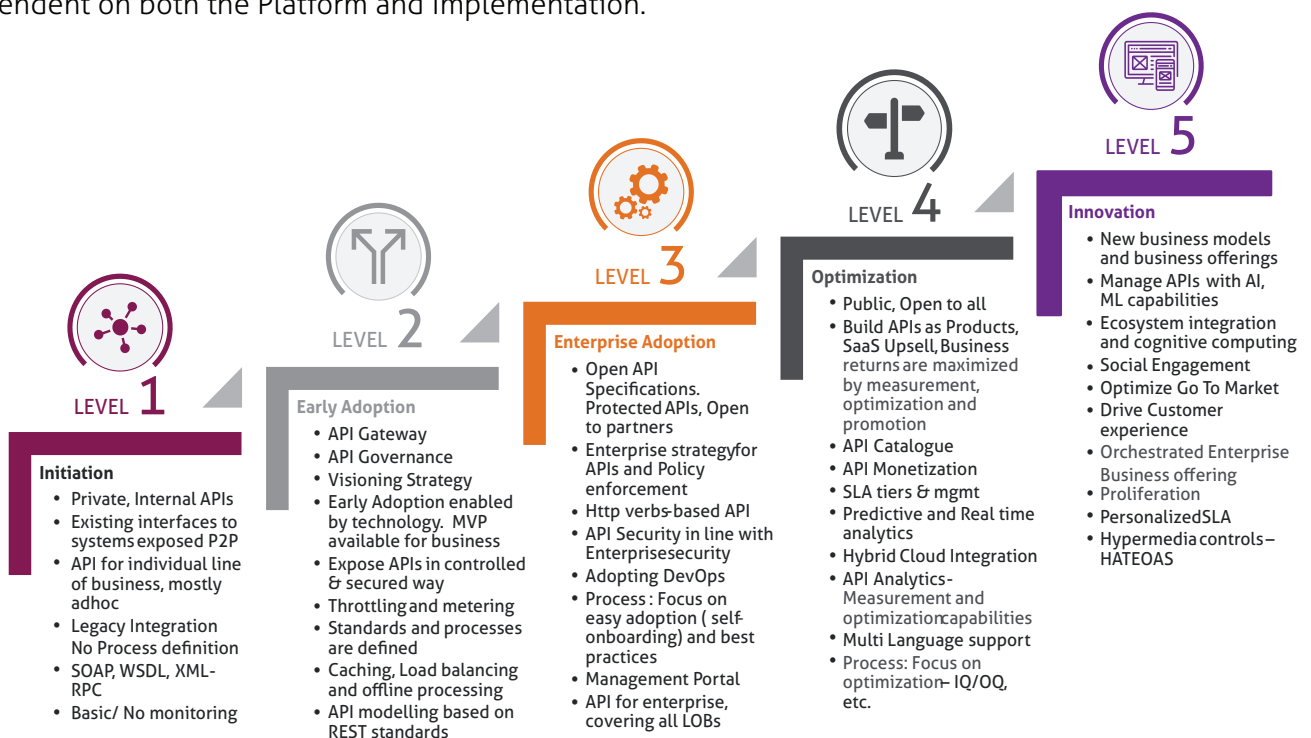 endent on both the Platform and Implementation.
LEVEL 1
Initiation
• Private, Internal APIs
• Existing interfaces to
systems exposed P2P
• API for individual line
of business, mostly
adhoc
• Legacy Integration
No Process definition
• SOAP, WSDL, XML-
RPC
• Basic/ No monitoring
LEVEL 2
Early Adoption
• API Gateway
• API Governance
• Visioning Strategy
• Early Adoption enabled
by technology. MVP
available for business
• Expose APIs in controlled
& secured way
• Throttling and metering
• Standards and processes
are defined
• Caching, Load balancing
and offline processing
• API modelling based on
REST standards
LEVEL 3
Enterprise Adoption
• Open API
Specifications.
Protected APIs, Open
to partners
• Enterprise strategyfor
APIs and Policy
enforcement
• Http verbs-based API
• API Security in line with
Enterprisesecurity
• Adopting DevOps
• Process : Focus on
easy adoption ( self-
onboarding) and best
practices
• Management Portal
• API for enterprise,
covering all LOBs
LEVEL 4
Optimization
• Public, Open to all
• Build APIs as Products,
SaaS Upsell, Business
returns are maximized
by measurement,
optimization and
promotion
• API Catalogue
• API Monetization
• SLA tiers & mgmt
• Predictive and Real time
analytics
• Hybrid Cloud Integration
• API Analytics-
Measurement and
optimizationcapabilities
• Multi Language support
• Process: Focus on
optimization– IQ/OQ,
etc.
LEVEL 5
Innovation
• New business models
and business offerings
• Manage APIs with AI,
ML capabilities
• Ecosystem integration
and cognitive computing
• Social Engagement
• Optimize Go To Market
• Drive Customer
experience
• Orchestrated Enterprise
Business offering
• Proliferation
• PersonalizedSLA
• Hypermedia controls –
HATEOAS